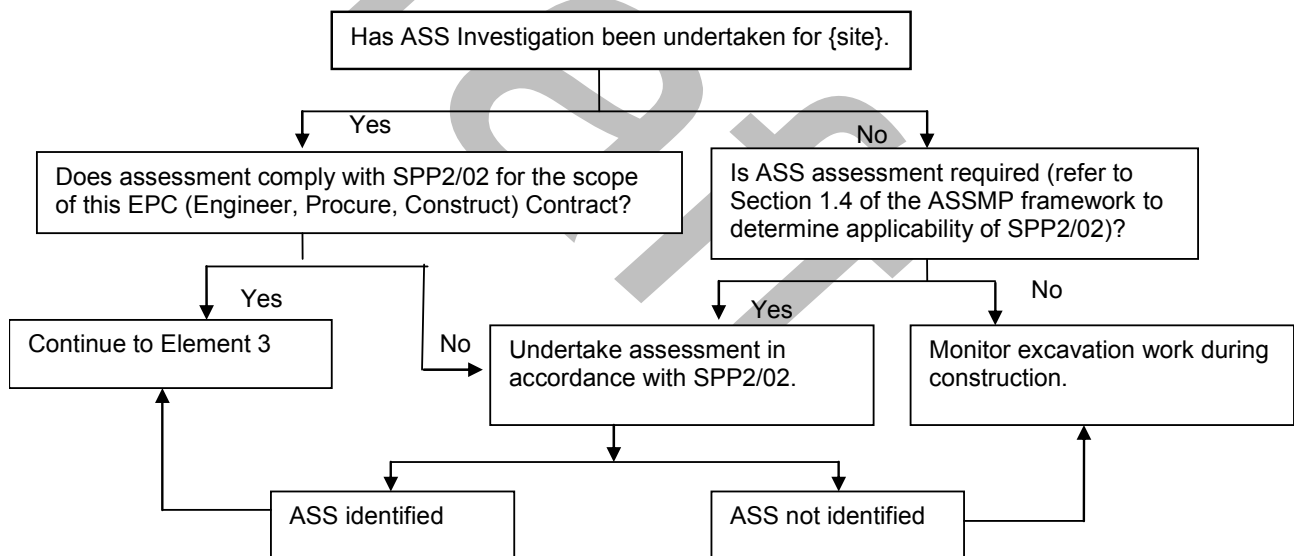 Has ASS Investigation been undertaken for {site}.
Yes
No
Does assessment comply with SPP2/02 for the scope
of this EPC (Engineer, Procure, Construct) Contract?
Is ASS assessment required (refer to
Section 1.4 of the ASSMP framework to
determine applicability of SPP2/02)?
Yes
No
Yes
No
Continue to Element 3
Undertake assessment in
accordance with SPP2/02.
Monitor excavation work during
construction.
ASS identified
ASS not identified